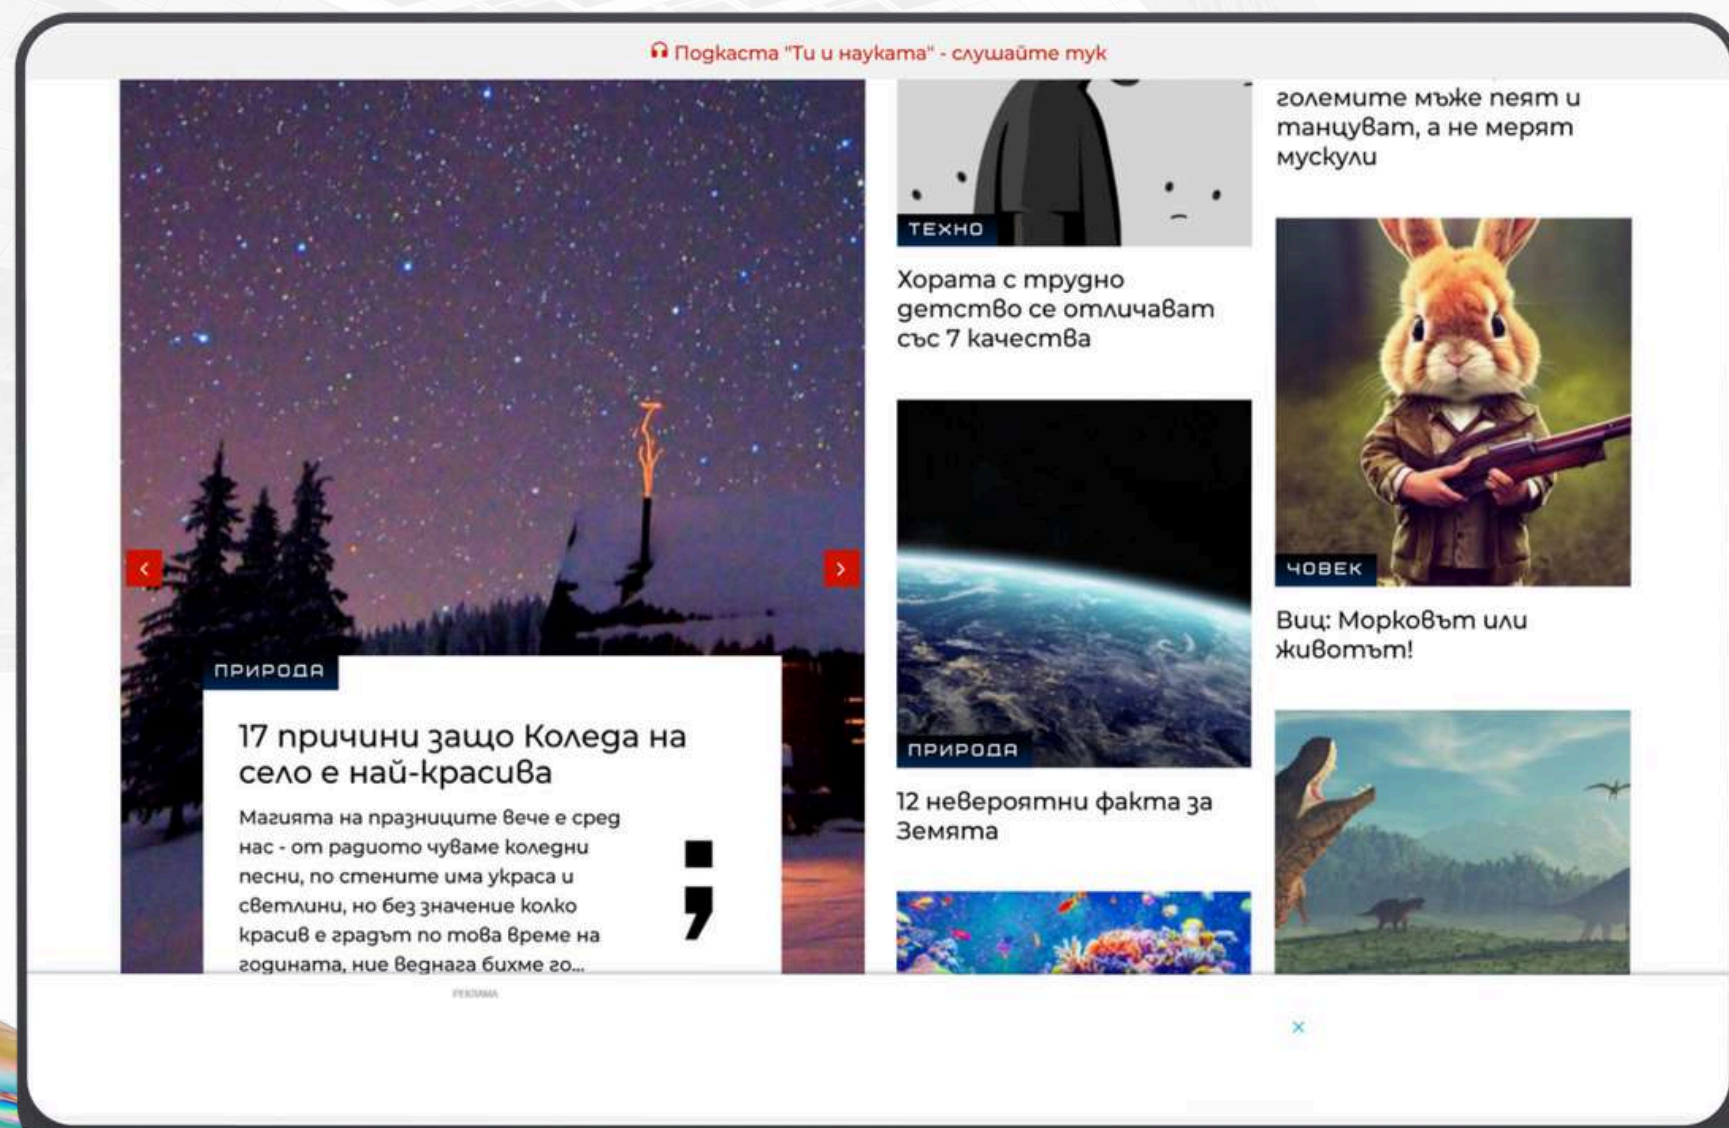 Подкаста "Ти и науката" - слушайте тук
ПРИРОДА
17 причини защо Коледа на
село е най-красива
Магията на празниците вече е сред
нас - от радиото чуваме коледни
песни, по стените има украса и
светлини, но без значение колко
красив е градът по това време на
годината, ние веднага бихме го...
;
ТЕХНО
Хората с трудно
детство се отличават
със 7 качества
ПРИРОДА
12 невероятни факта за
Земята
големите мъже пеят и
танцуват, а не мерят
мускули
ЧОВЕК
Виц: Морковът или
животът!
РЕКЛАМА